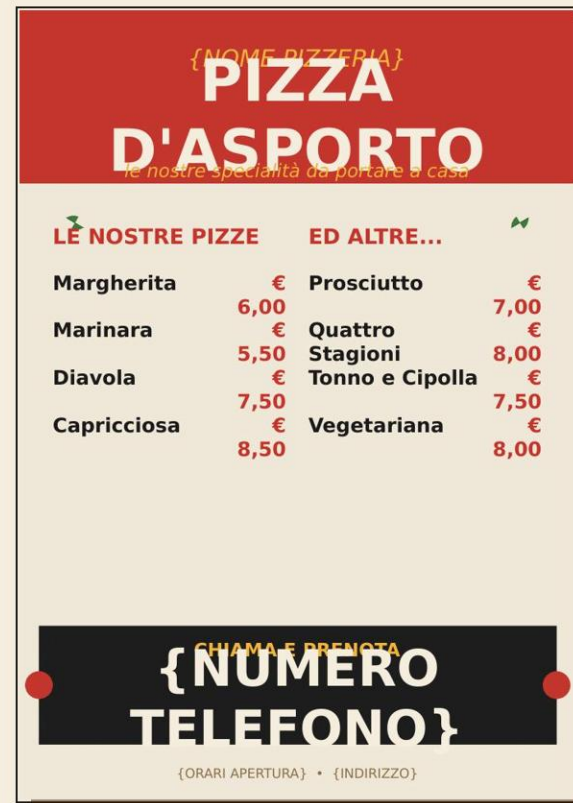 {NOME PIZZERIA}
PIZZA
D'ASPORTO
le nostre specialità da portare a casa
LE NOSTRE PIZZE
Margherita €
6,00
Marinara €
5,50
Diavola €
7,50
Capricciosa €
8,50
ED ALTRE...
Prosciutto €
7,00
Quattro €
Stagioni 8,00
Tonno e Cipolla €
7,50
Vegetariana €
8,00
CHIAMA E PRENOTA
{NUMERO
TELEFONO}
{ORARI APERTURA} • {INDIRIZZO}